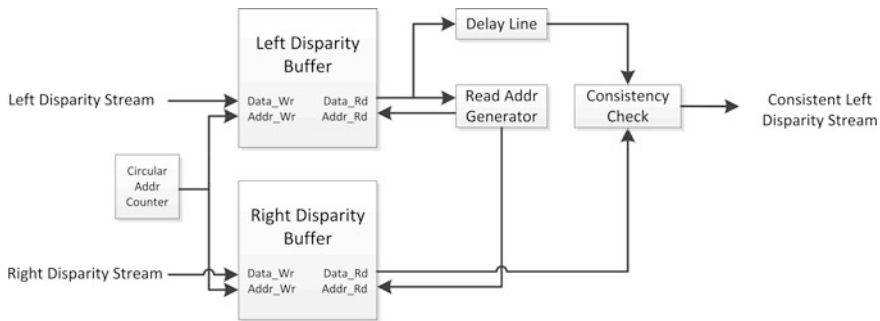 Left Disparity Stream
Right Disparity Stream
Circular
Addr
Counter
Left Disparity
Buffer
Data_Wr Data_Rd
Addr_Wr Addr_Rd
Right Disparity
Buffer
Data_Wr Data_Rd
Addr_Wr Addr_Rd
Delay Line
Read Addr
Generator
Consistency
Check
Consistent Left
Disparity Stream